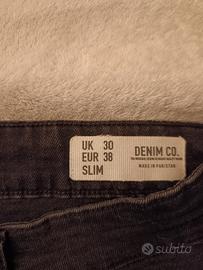 UK 30
EUR 38
SLIM
DENIM CO.
MADE IN PAKISTAN
subito